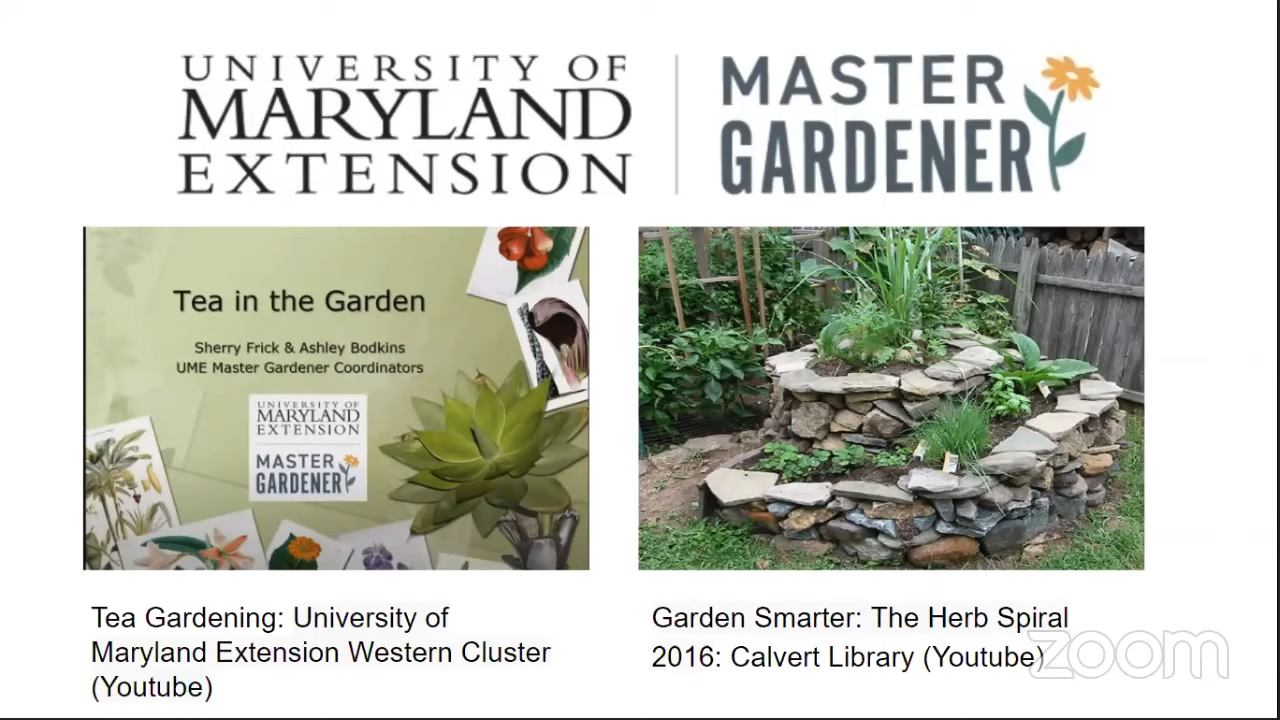 UNIVERSITY OF
MARYLAND
EXTENSION
MASTER
GARDENER
Tea in the Garden
Sherry Frick & Ashley Bodkins
UME Master Gardener Coordinators
UNIVERSITY OF
MARYLAND
EXTENSION
MASTER
GARDENER
Tea Gardening: University of
Maryland Extension Western Cluster
(Youtube)
Garden Smarter: The Herb Spiral
2016: Calvert Library (Youtube)
zoom